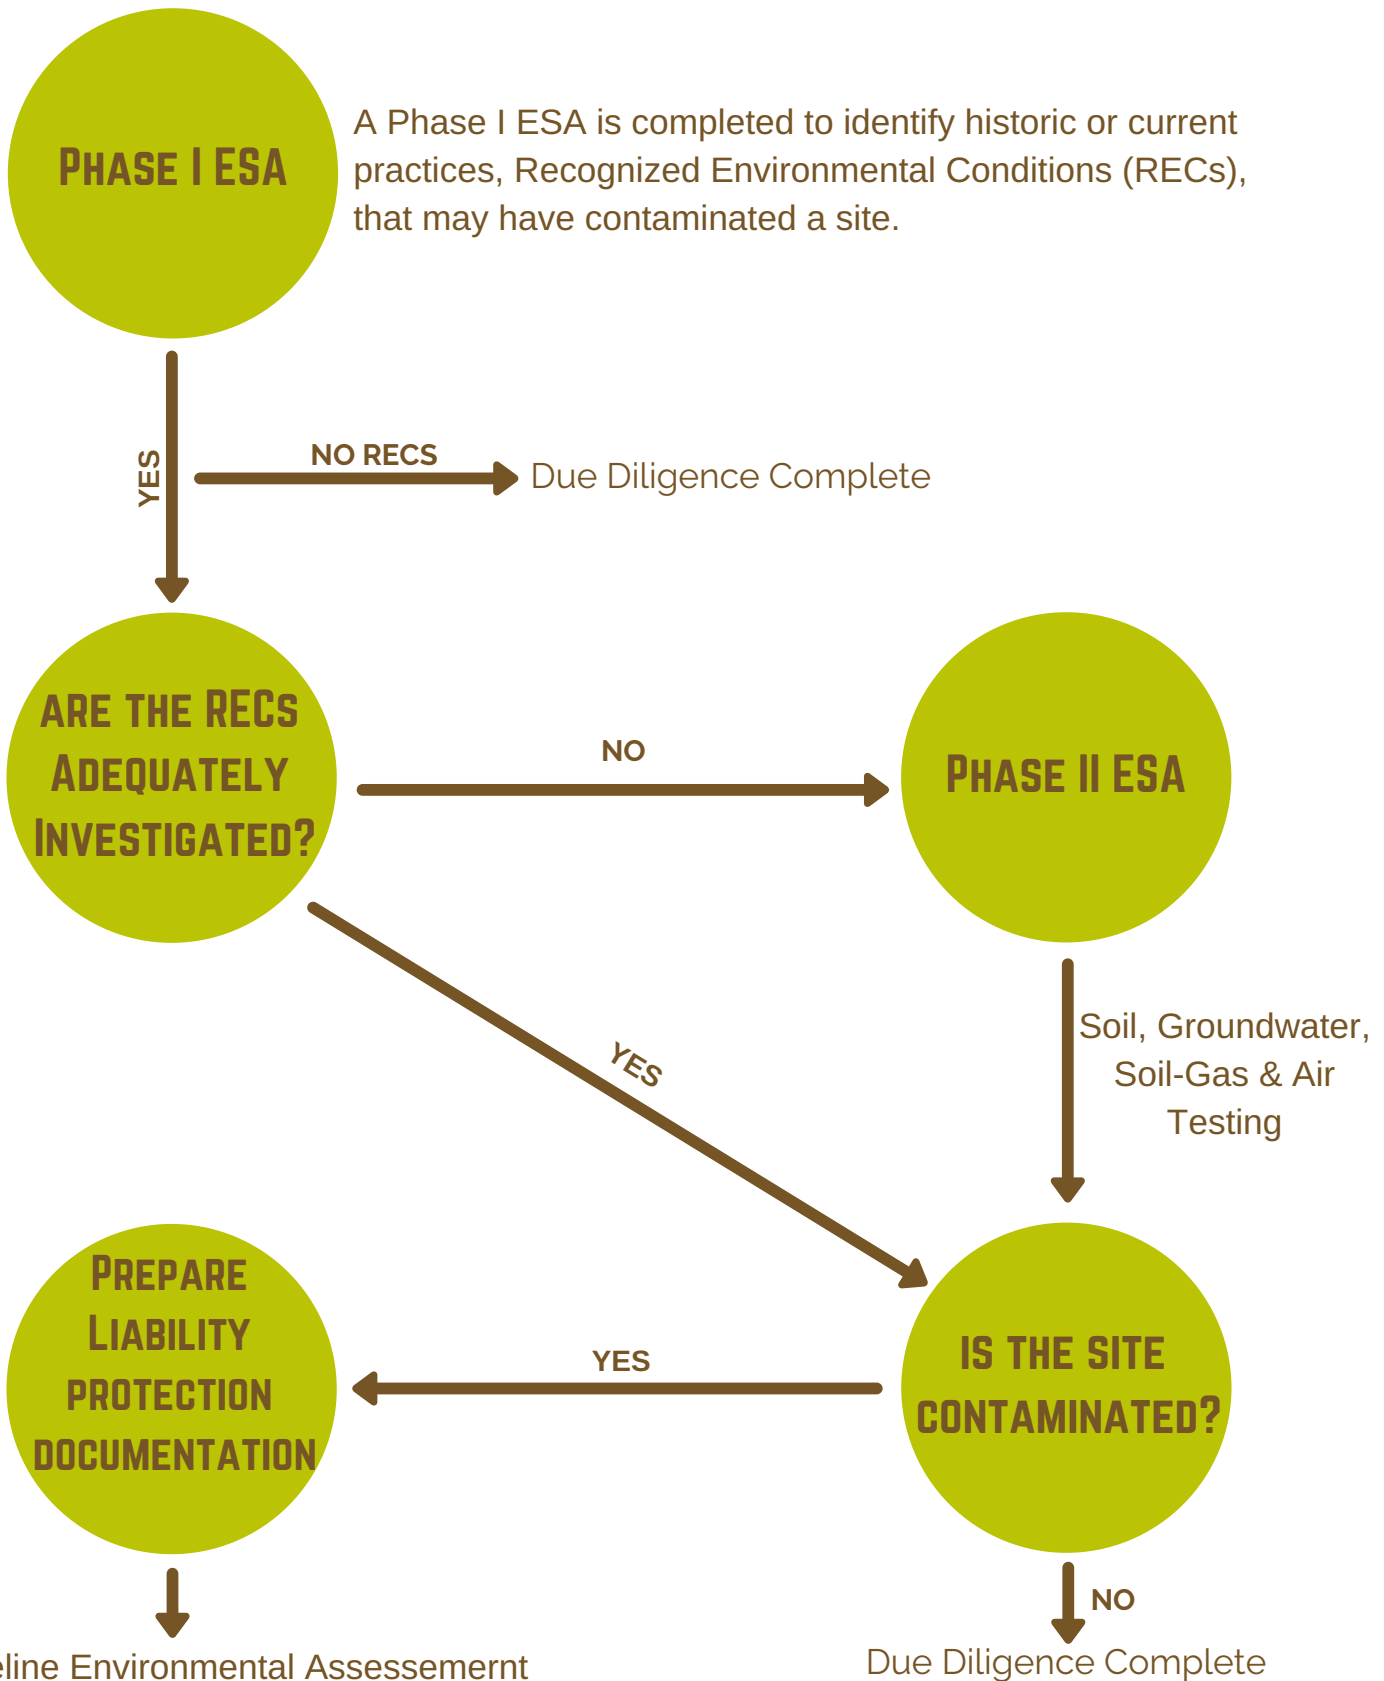 PHASE I ESA
A Phase I ESA is completed to identify historic or current
practices, Recognized Environmental Conditions (RECs),
that may have contaminated a site.
YES
NO RECS
Due Diligence Complete
ARE THE RECS
ADEQUATELY
INVESTIGATED?
NO
PHASE II ESA
YES
Soil, Groundwater,
Soil-Gas & Air
Testing
PREPARE
LIABILITY
PROTECTION
DOCUMENTATION
YES
IS THE SITE
CONTAMINATED?
NO
Environmental Assessemernt
Due Diligence Complete